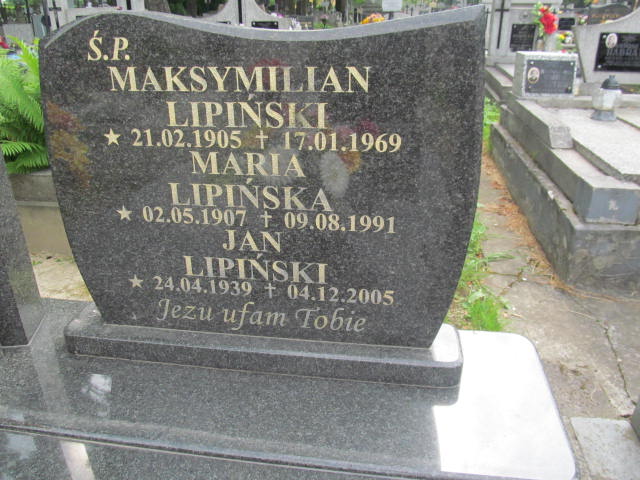 Ś.P.
MAKSYMILIAN
LIPIŃSKI
★ 21.02.1905 ✝ 17.01.1969
MARIA
LIPIŃSKA
★ 02.05.1907 ✝ 09.08.1991
JAN
LIPIŃSKI
★ 24.04.1939 ✝ 04.12.2005
Jezu ufam Tobie